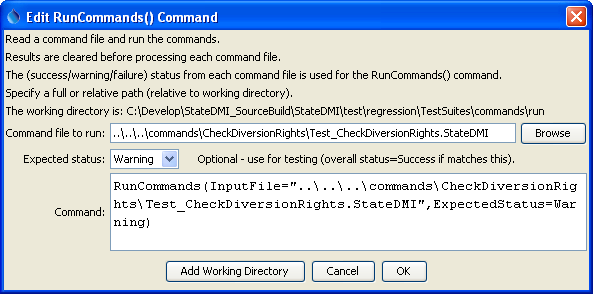 Edit RunCommands() Command
Read a command file and run the commands.
Results are cleared before processing each command file.
The (success/warning/failure) status from each command file is used for the RunCommands() command.
Specify a full or relative path (relative to working directory).
The working directory is: C:\Develop\StateDMI_SourceBuild\StateDMI\test\regression\TestSuites\commands\run
Command file to run: ..\..\..\commands\CheckDiversionRights\Test_CheckDiversionRights.StateDMI Browse
Expected status: Warning Optional - use for testing (overall status=Success if matches this).
RunCommands(InputFile="..\..\..\commands\CheckDiversionRig
hts\Test_CheckDiversionRights.StateDMI",ExpectedStatus=War
Command: ning)
Add Working Directory Cancel OK